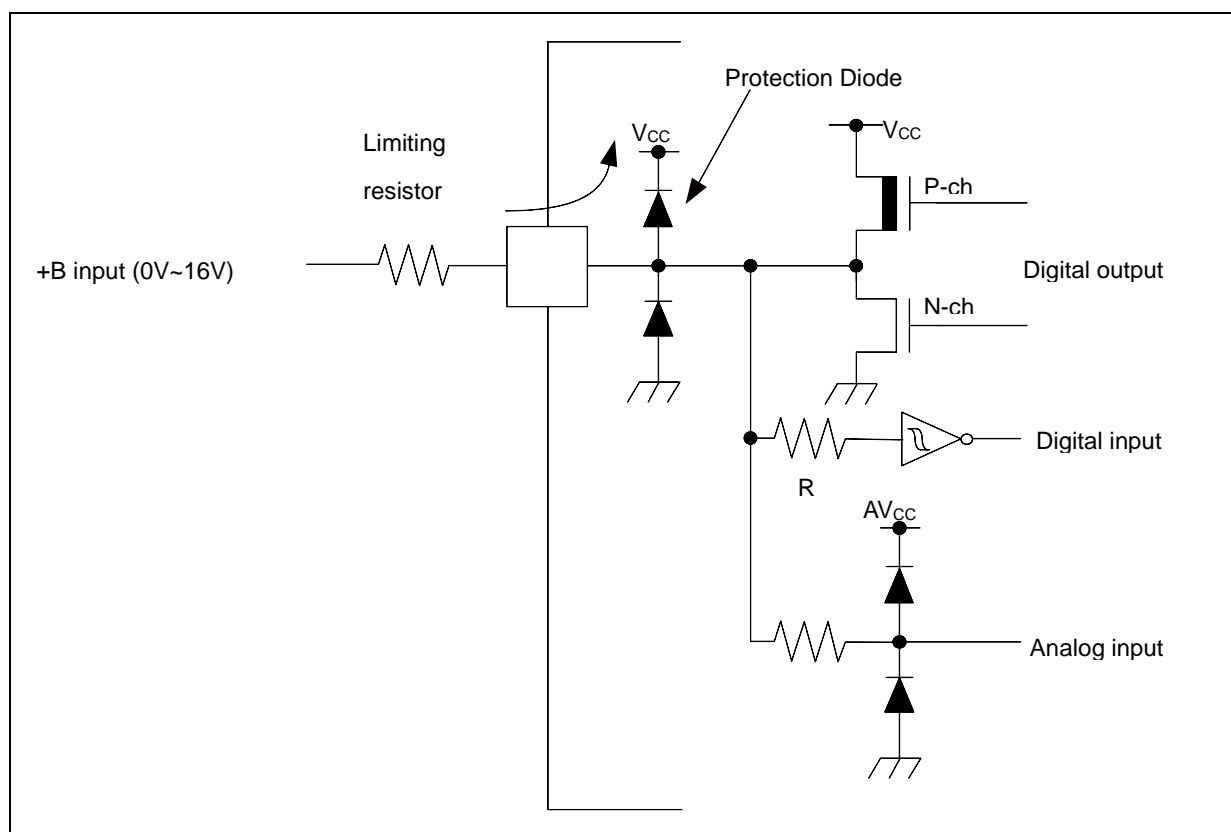 Protection Diode
VCC
VCC
Limiting
resistor
P-ch
+B input (0V~16V)
Digital output
N-ch
Digital input
R
AVCC
Analog input